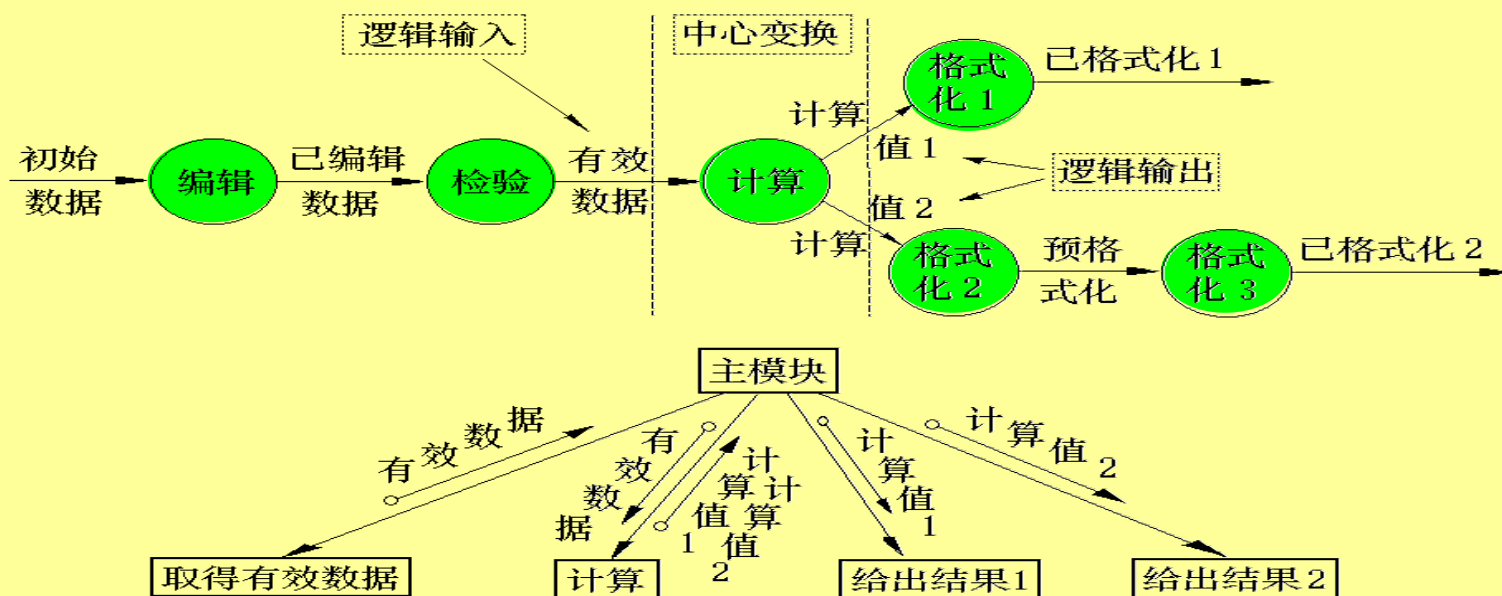 逻辑输入
中心变换
格式
化1
已格式化1
初始
数据
编辑
已编辑
数据
检验
有效
数据
计算
计算
值1
逻辑输出
计算
值2
格式
化2
预格
式化
格式
化3
已格式化2
主模块
有效数据
有效数据
计算值1
计算值2
计算值1
计算值2
取得有效数据
计算
给出结果1
给出结果2